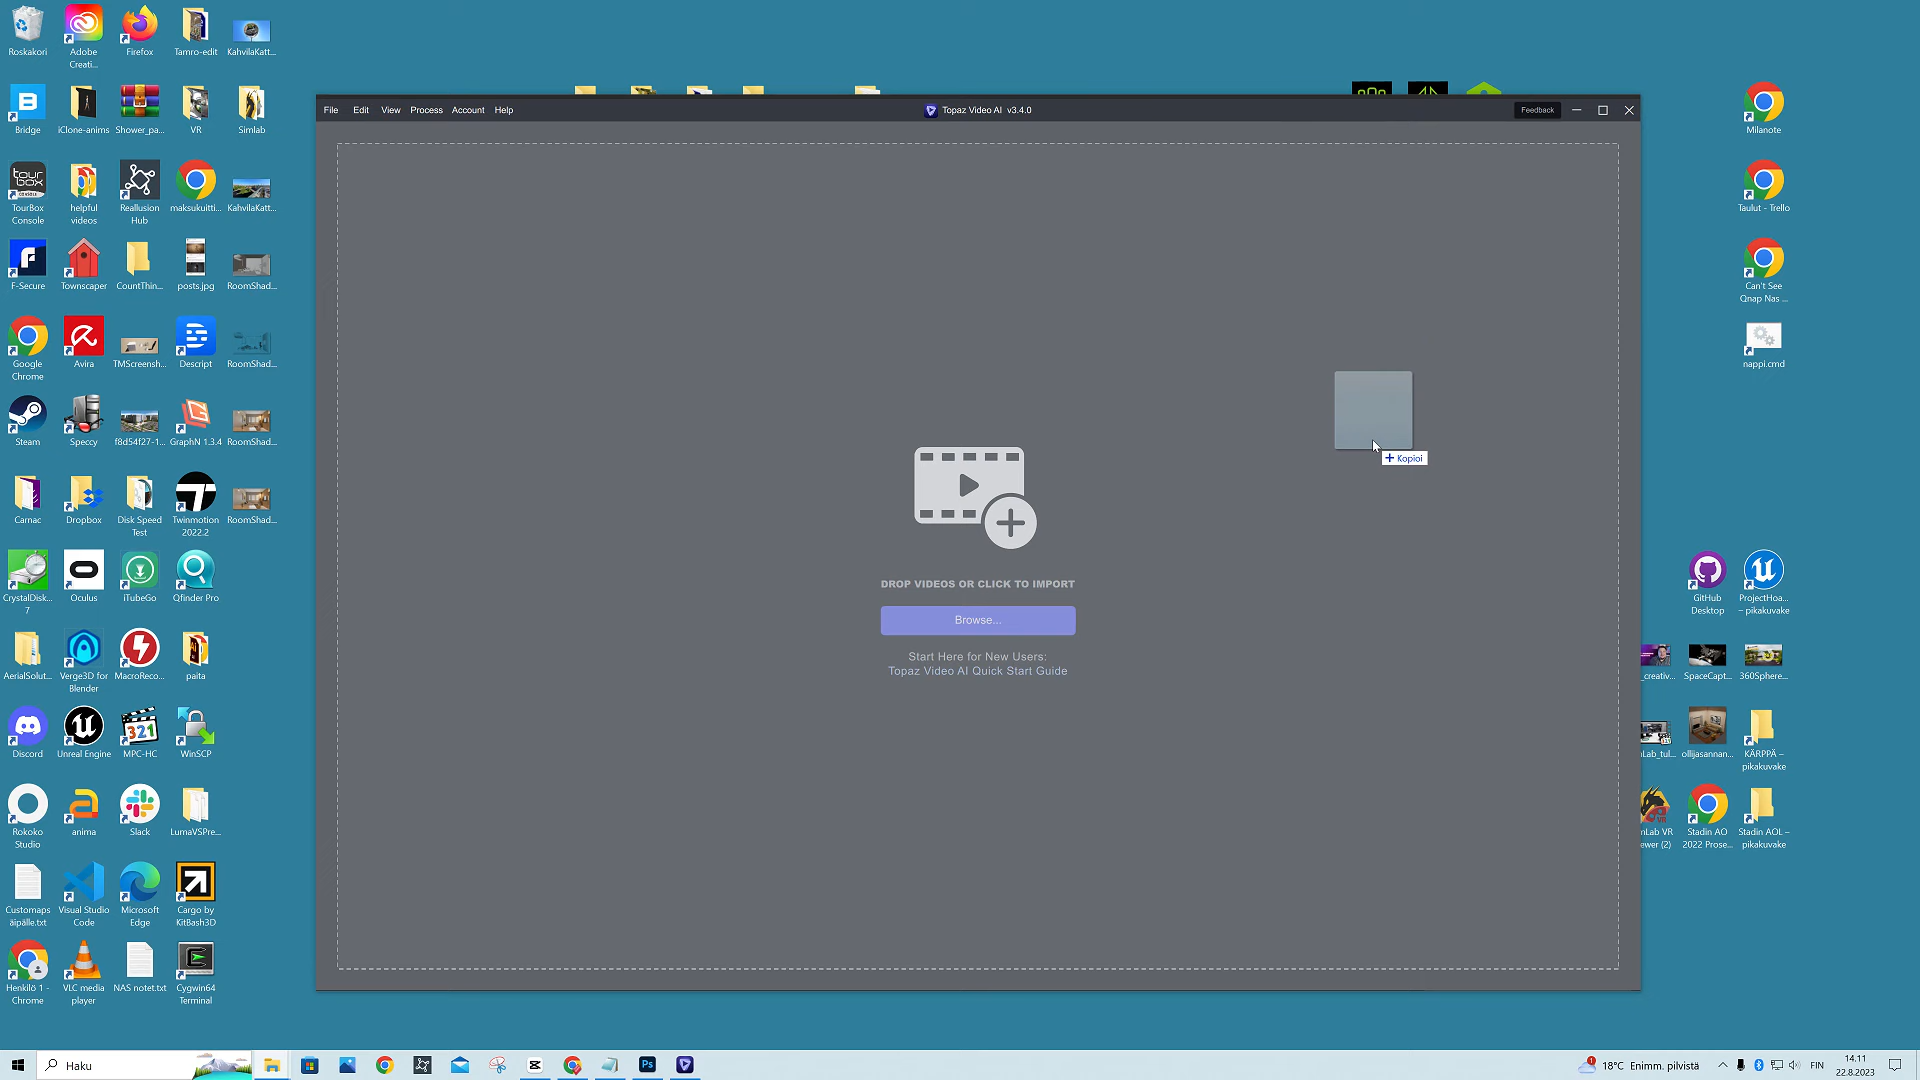 Roskakori
Adobe
Creati...
Firefox
Tamro-edit
KahvilaKatt...
Bridge
iClone-anims
Shower_pa...
VR
Simlab
TourBox
Console
helpful
videos
Reallusion
Hub
maksukuitti...
KahvilaKatt...
F-Secure
Townscaper
CountThin...
posts.jpg
RoomShad...
Google
Chrome
Avira
TMScreensh...
Descript
RoomShad...
Steam
Speccy
f8d54f27-1...
GraphN 1.3.4
RoomShad...
Carnac
Dropbox
Disk Speed
Test
Twinmotion
2022.2
RoomShad...
CrystalDisk...
7
Oculus
iTubeGo
Qfinder Pro
AerialSolut...
Verge3D for
Blender
MacroReco...
paita
Discord
Unreal Engine
MPC-HC
WinSCP
Rokoko
Studio
anima
Slack
LumaVSPre...
Customaps
äipälle.txt
Visual Studio
Code
Microsoft
Edge
Cargo by
KitBash3D
Henkilö 1 -
Chrome
VLC media
player
NAS notet.txt
Cygwin64
Terminal
File
Edit
View
Process
Account
Help
Topaz Video AI v3.4.0
Feedback
Kopioi
DROP VIDEOS OR CLICK TO IMPORT
Browse...
Start Here for New Users:
Topaz Video AI Quick Start Guide
Milanote
Taulut - Trello
Can't See
Qnap Nas ...
nappi.cmd
GitHub
Desktop
ProjectHoa...
– pikakuvake
_creativ...
SpaceCapt...
360Sphere...
Lab_tul...
ollijasannan...
KÄRPPÄ –
pikakuvake
mLab VR
ewer (2)
Stadin AO
2022 Prose...
Stadin AOL –
pikakuvake
Haku
18°C Enimm. pilvistä
FIN
14.11
22.8.2023